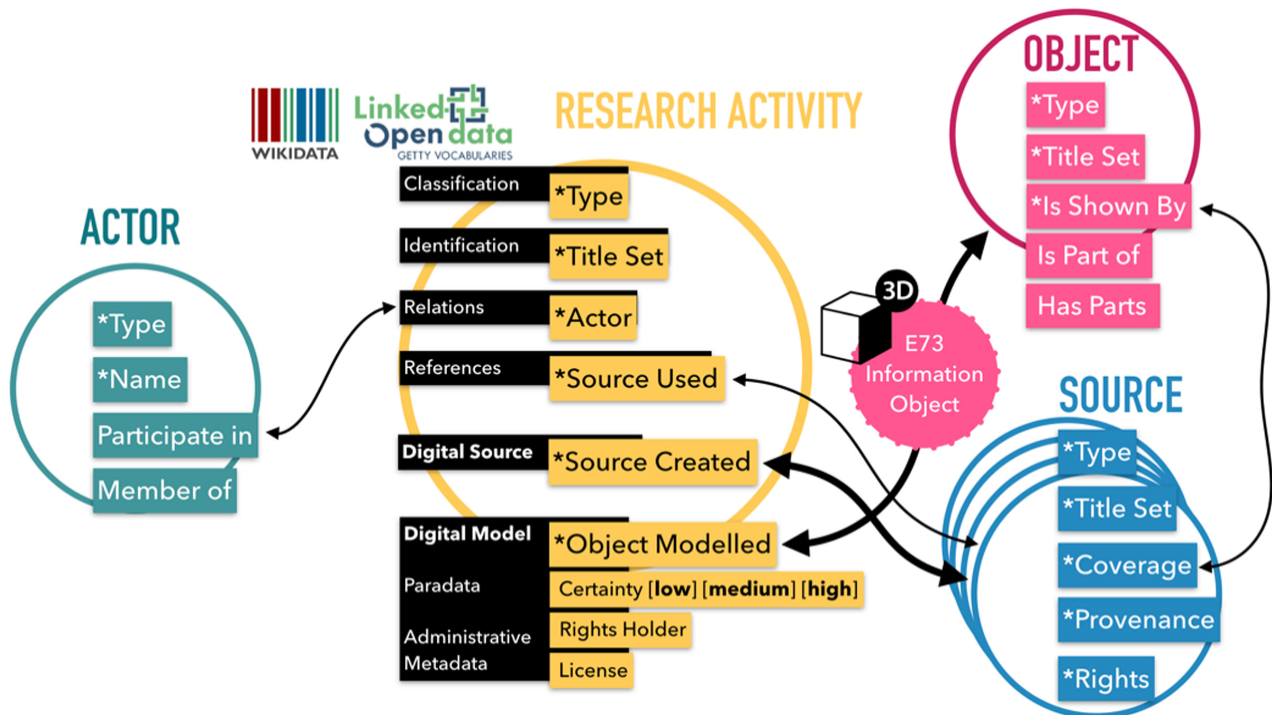 WIKIDATA
Linked
Open data
GETTY VOCABULARIES
RESEARCH ACTIVITY
Classification
*Type
Identification
*Title Set
Relations
*Actor
References
*Source Used
Digital Source
*Source Created
Digital Model
*Object Modelled
Paradata
Certainty [low] [medium] [high]
Administrative
Metadata
Rights Holder
License
ACTOR
*Type
*Name
Participate in
Member of
3D
E73
Information
Object
OBJECT
*Type
*Title Set
*Is Shown By
Is Part of
Has Parts
SOURCE
*Type
*Title Set
*Coverage
*Provenance
*Rights